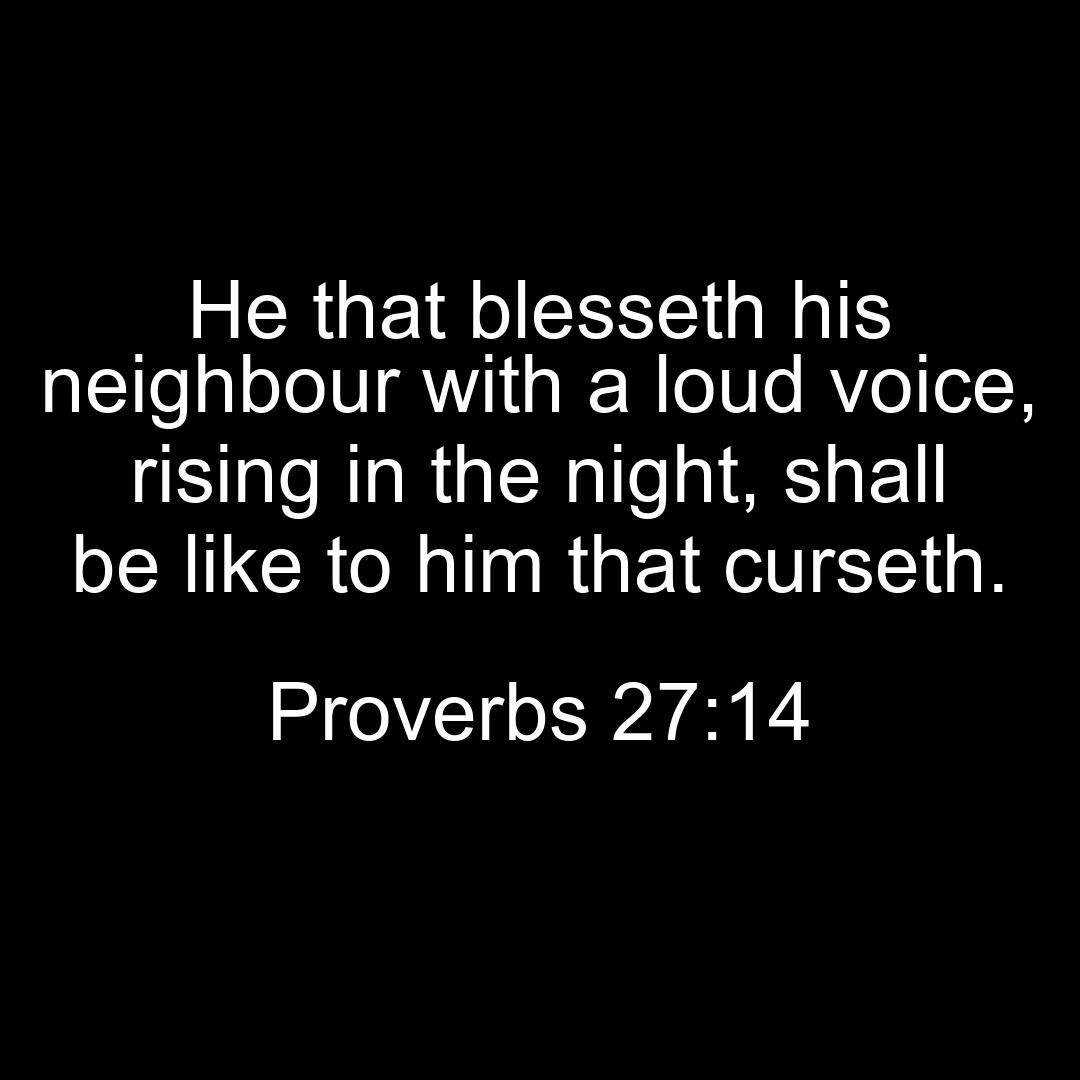 He that blesseth his
neighbour with a loud voice,
rising in the night, shall
be like to him that curseth.
Proverbs 27:14